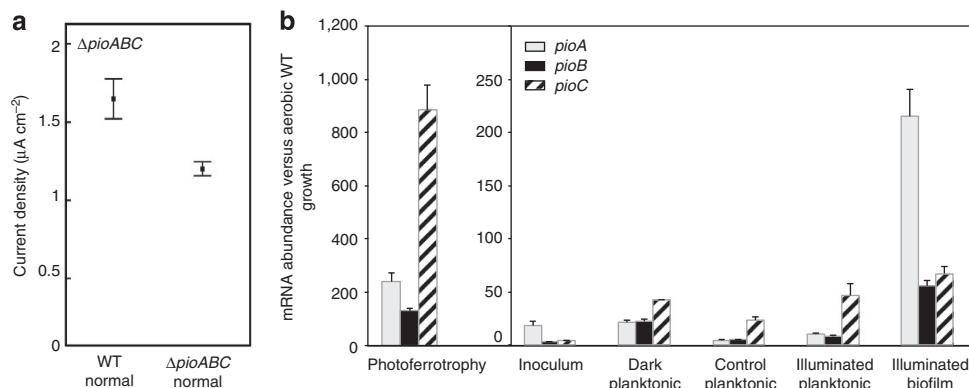 a
ΔpioABC
Current density (μA cm⁻²)
2
1.5
1
0.5
0
WT
normal
ΔpioABC
normal
b
mRNA abundance versus aerobic WT
growth
1,200
1,000
800
600
400
200
0
250
200
150
100
50
0
pioA
pioB
pioC
Photoferrotrophy
Inoculum
Dark
planktonic
Control
planktonic
Illuminated
planktonic
Illuminated
biofilm